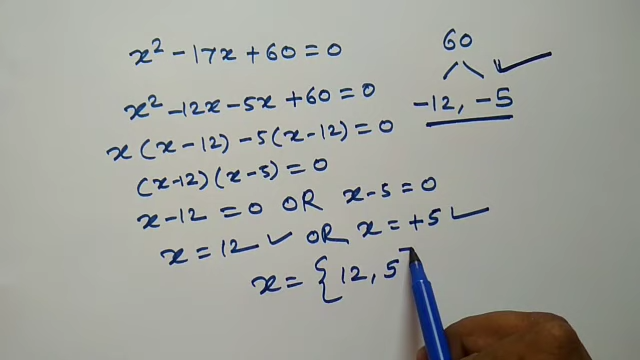 x² - 17x + 60 = 0
x² - 12x - 5x + 60 = 0
x (x - 12) - 5 (x - 12) = 0
(x-12) (x-5) = 0
x - 12 = 0 OR x - 5 = 0
x = 12 ✓ OR x = +5 ✓
x = { 12, 5
60
-12, -5 ✓